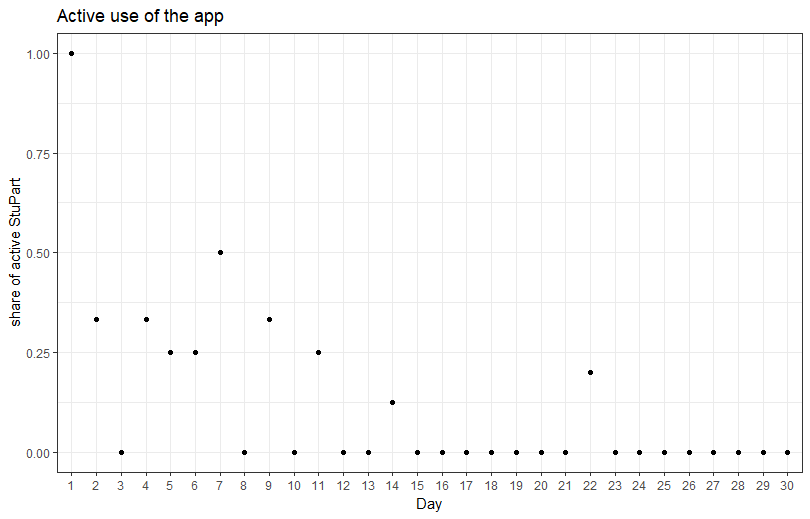 Active use of the app
share of active StuPart
1.00
0.75
0.50
0.25
0.00
1 2 3 4 5 6 7 8 9 10 11 12 13 14 15 16 17 18 19 20 21 22 23 24 25 26 27 28 29 30
Day